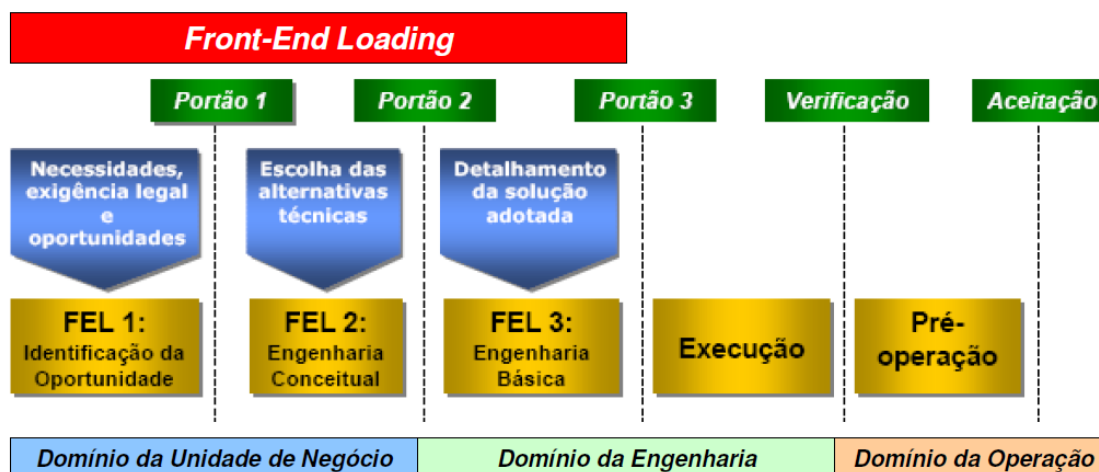 Front-End Loading
Portão 1
Portão 2
Portão 3
Verificação
Aceitação
Necessidades,
exigência legal
e
oportunidades
Escolha das
alternativas
técnicas
Detalhamento
da solução
adotada
FEL 1:
Identificação da
Oportunidade
FEL 2:
Engenharia
Conceitual
FEL 3:
Engenharia
Básica
Execução
Pré-
operação
Domínio da Unidade de Negócio
Domínio da Engenharia
Domínio da Operação